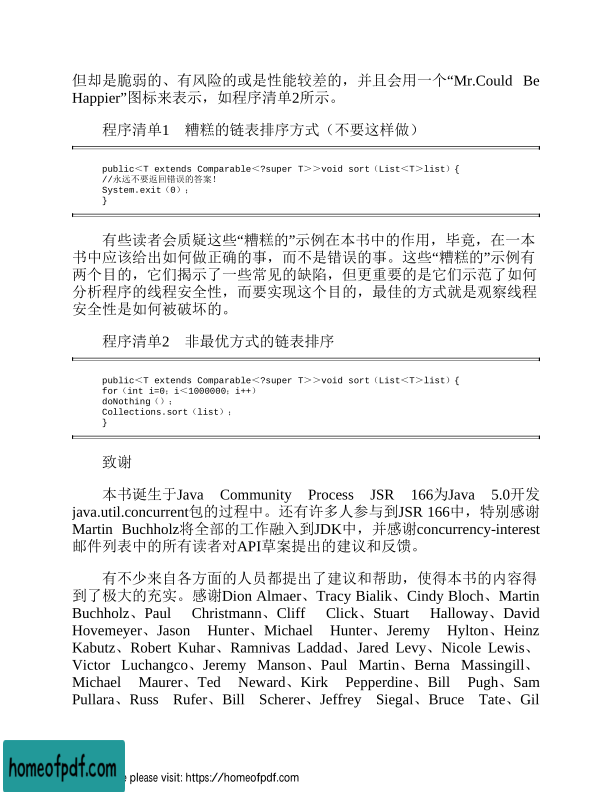 但却是脆弱的、有风险的或是性能较差的，并且会用一个“Mr.Could Be
Happier”图标来表示，如程序清单2所示。
程序清单1　糟糕的链表排序方式（不要这样做）
public＜T extends Comparable＜?super T＞＞void sort（List＜T＞list）{
//永远不要返回错误的答案!
System.exit（0）；
}
有些读者会质疑这些“糟糕的”示例在本书中的作用，毕竟，在一本
书中应该给出如何做正确的事，而不是错误的事。这些“糟糕的”示例有
两个目的，它们揭示了一些常见的缺陷，但更重要的是它们示范了如何
分析程序的线程安全性，而要实现这个目的，最佳的方式就是观察线程
安全性是如何被破坏的。
程序清单2　非最优方式的链表排序
public＜T extends Comparable＜?super T＞＞void sort（List＜T＞list）{
for（int i=0；i＜1000000；i++）
doNothing（）；
Collections.sort（list）；
}
致谢
本书诞生于Java Community Process JSR 166为Java 5.0开发
java.util.concurrent包的过程中。还有许多人参与到JSR 166中，特别感谢
Martin Buchholz将全部的工作融入到JDK中，并感谢concurrency-interest
邮件列表中的所有读者对API草案提出的建议和反馈。
有不少来自各方面的人员都提出了建议和帮助，使得本书的内容得
到了极大的充实。感谢Dion Almaer、Tracy Bialik、Cindy Bloch、Martin
Buchholz、Paul Christmann、Cliff Click、Stuart Halloway、David
Hovemeyer、Jason Hunter、Michael Hunter、Jeremy Hylton、Heinz
Kabutz、Robert Kuhar、Ramnivas Laddad、Jared Levy、Nicole Lewis、
Victor Luchangco、Jeremy Manson、Paul Martin、Berna Massingill、
Michael Maurer、Ted Neward、Kirk Pepperdine、Bill Pugh、Sam
Pullara、Russ Rufer、Bill Scherer、Jeffrey Siegal、Bruce Tate、Gil
homeofpdf.com
please visit: https://homeofpdf.com